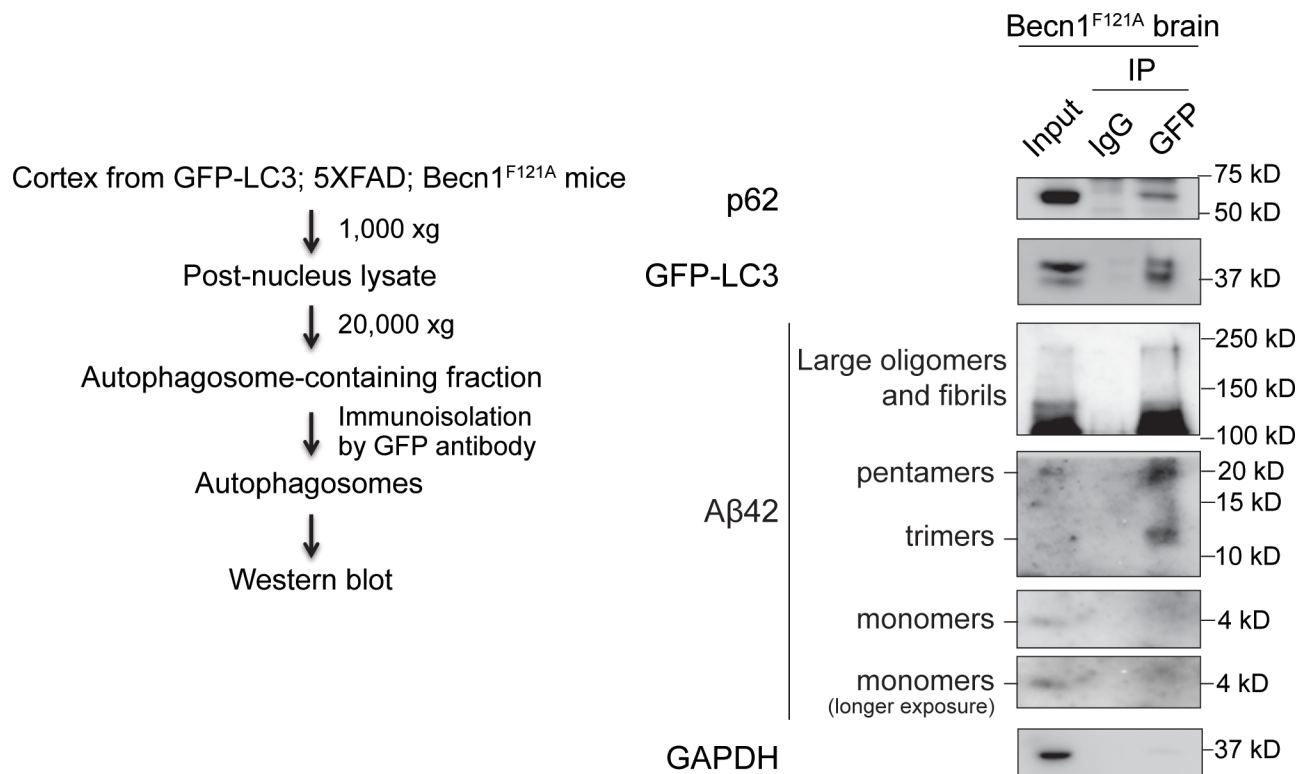 Cortex from GFP-LC3; 5XFAD; Becn1F121A mice
1,000 xg
Post-nucleus lysate
20,000 xg
Autophagosome-containing fraction
Immunoisolation
by GFP antibody
Autophagosomes
Western blot
Becn1F121A brain
IP
Input
IgG
GFP
p62
75 kD
50 kD
GFP-LC3
37 kD
Aβ42
Large oligomers
and fibrils
250 kD
150 kD
100 kD
pentamers
20 kD
15 kD
trimers
10 kD
monomers
4 kD
monomers
(longer exposure)
4 kD
GAPDH
37 kD